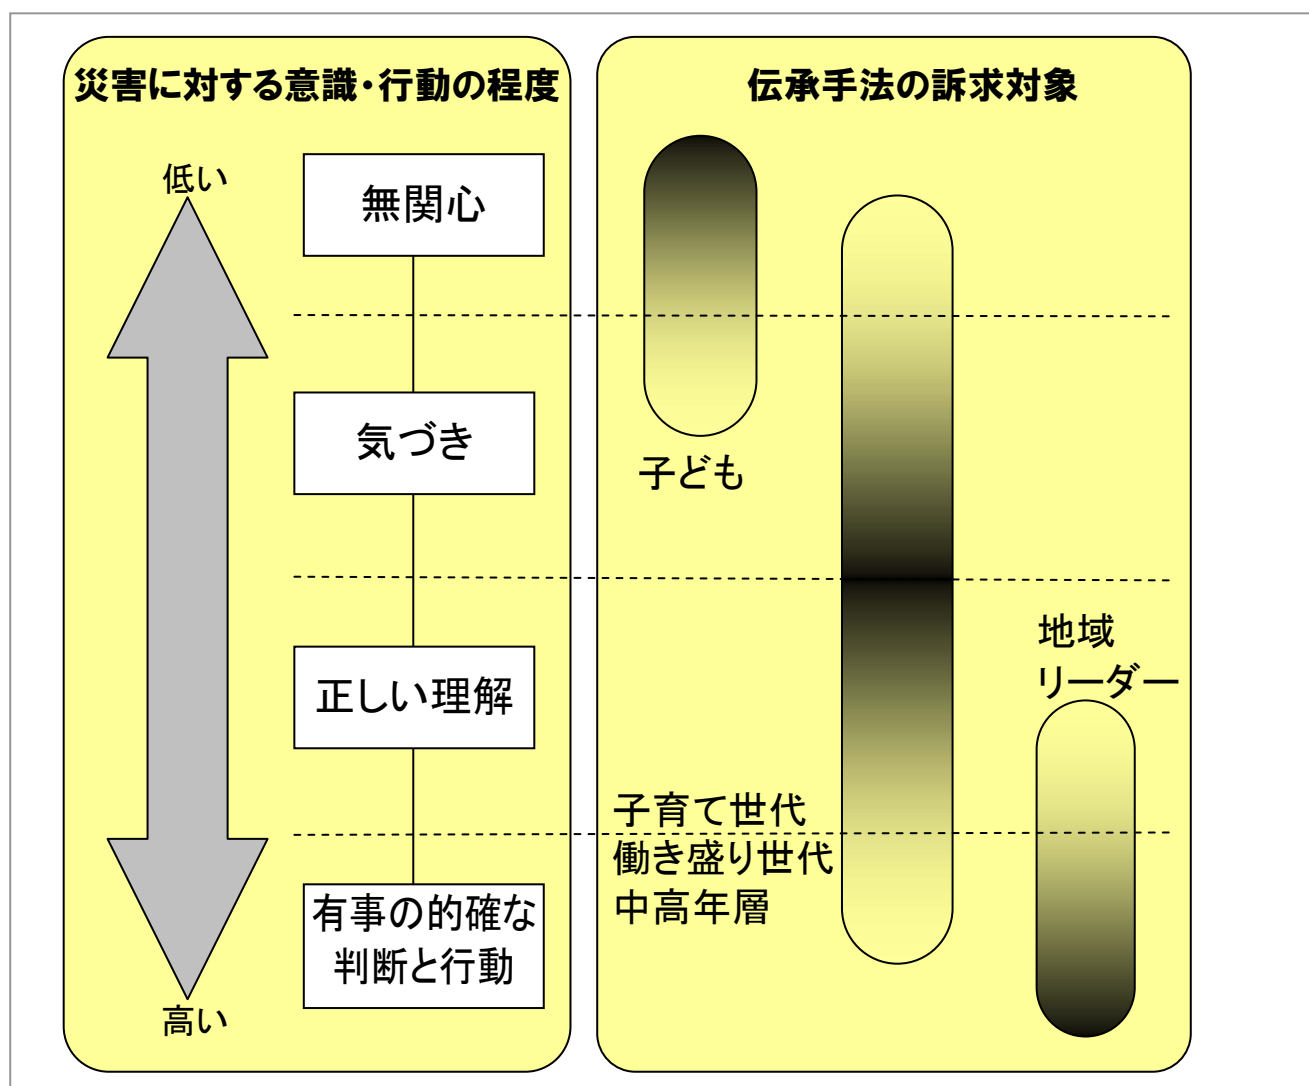 災害に対する意識・行動の程度
低い
無関心
気づき
正しい理解
有事の的確な
判断と行動
高い
伝承手法の訴求対象
子ども
子育て世代
働き盛り世代
中高年層
地域
リーダー